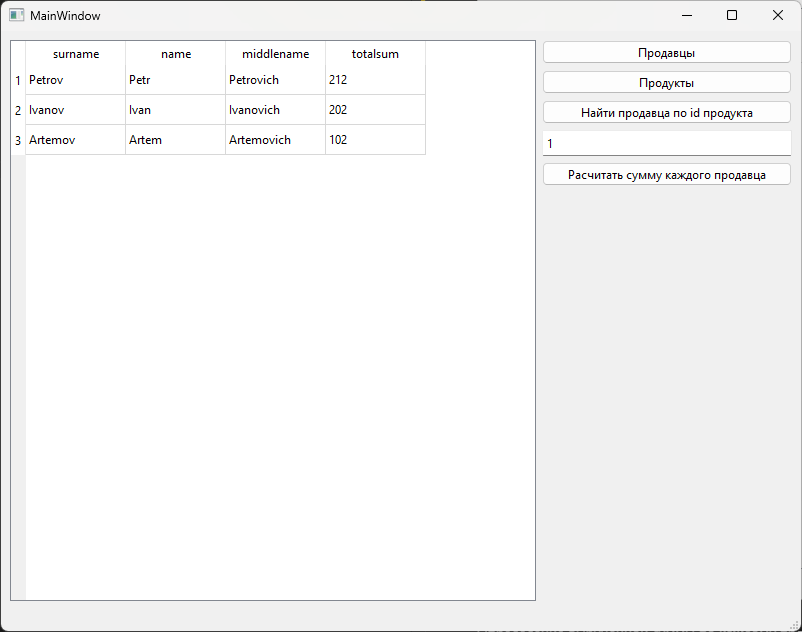 MainWindow
surname name middlename totalsum
1 Petrov Petr Petrovich 212
2 Ivanov Ivan Ivanovich 202
3 Artemov Artem Artemovich 102
Продавцы
Продукты
Найти продавца по id продукта
1
Расчитать сумму каждого продавца